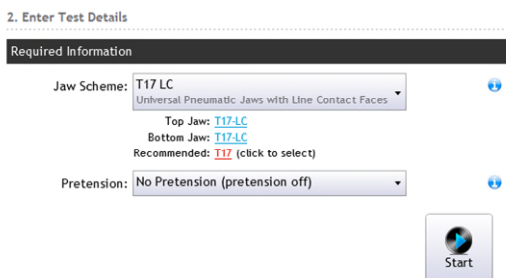 2. Enter Test Details
Required Information
Jaw Scheme: T17 LC
Universal Pneumatic Jaws with Line Contact Faces
Top Jaw: T17-LC
Bottom Jaw: T17-LC
Recommended: T17 (click to select)
Pretension: No Pretension (pretension off)
Start